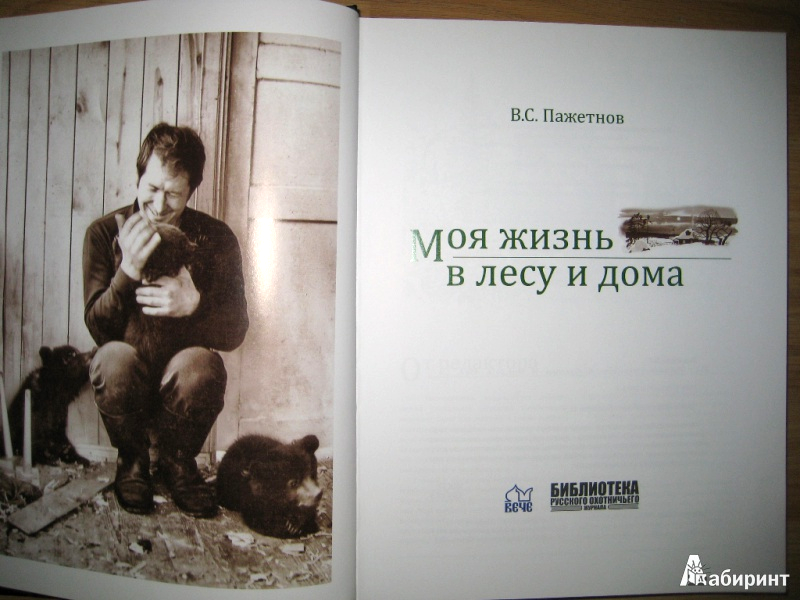 В.С. Пажетнов
Моя жизнь
в лесу и дома
ВЕЧЕ
БИБЛИОТЕКА
РУССКОГО ОХОТНИЧЬЕГО
ЖУРНАЛА
Лабиринт